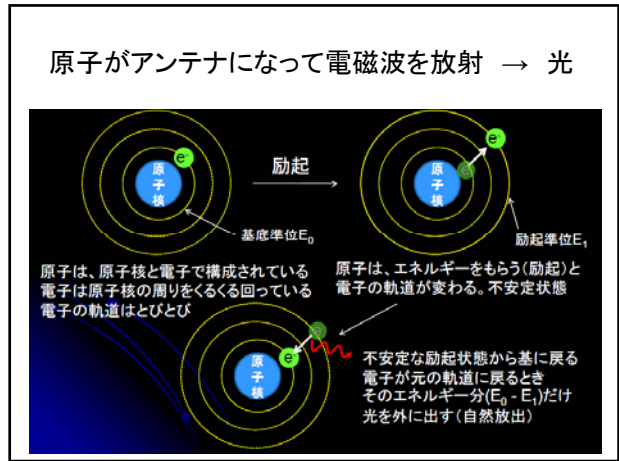 原子がアンテナになって電磁波を放射 → 光
e-
原子核
励起
e-
e
原子核
基底準位E0
励起準位E1
原子は、原子核と電子で構成されている
電子は原子核の周りをくるくる回っている
電子の軌道はとびとび
原子は、エネルギーをもらう(励起)と
電子の軌道が変わる。不安定状態
e
e-
原子核
不安定な励起状態から基に戻る
電子が元の軌道に戻るとき
そのエネルギー分(E0 - E1)だけ
光を外に出す(自然放出)